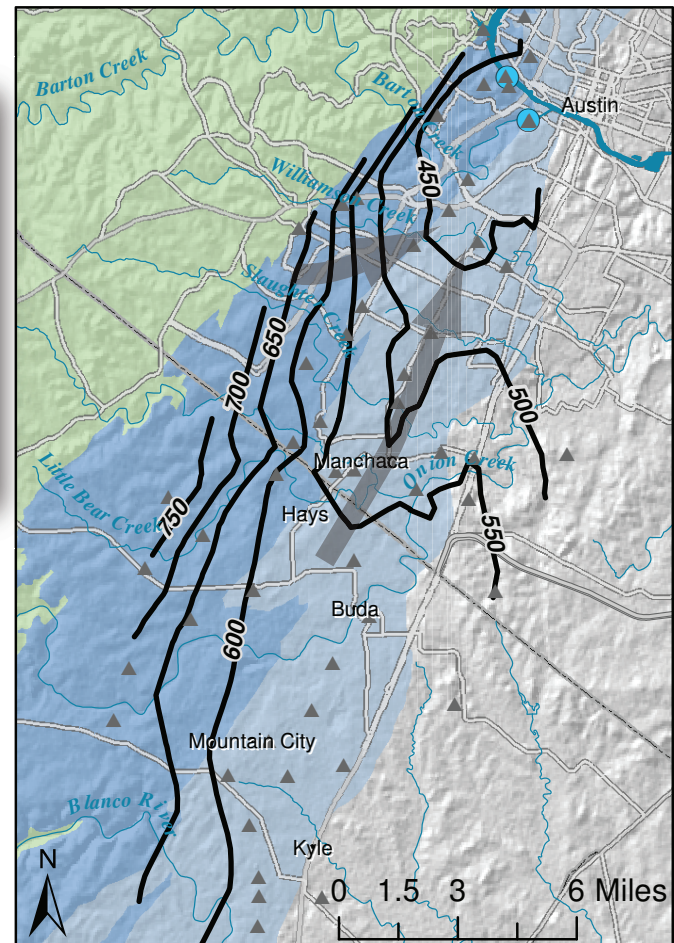 Barton Creek
Barton Creek
Austin
450
Williamson Creek
Slaughter Creek
650
700
500
Manchaca
Onion Creek
Little Bear Creek
750
Hays
550
Buda
600
Mountain City
Blanco River
Kyle
N
0 1.5 3 6 Miles